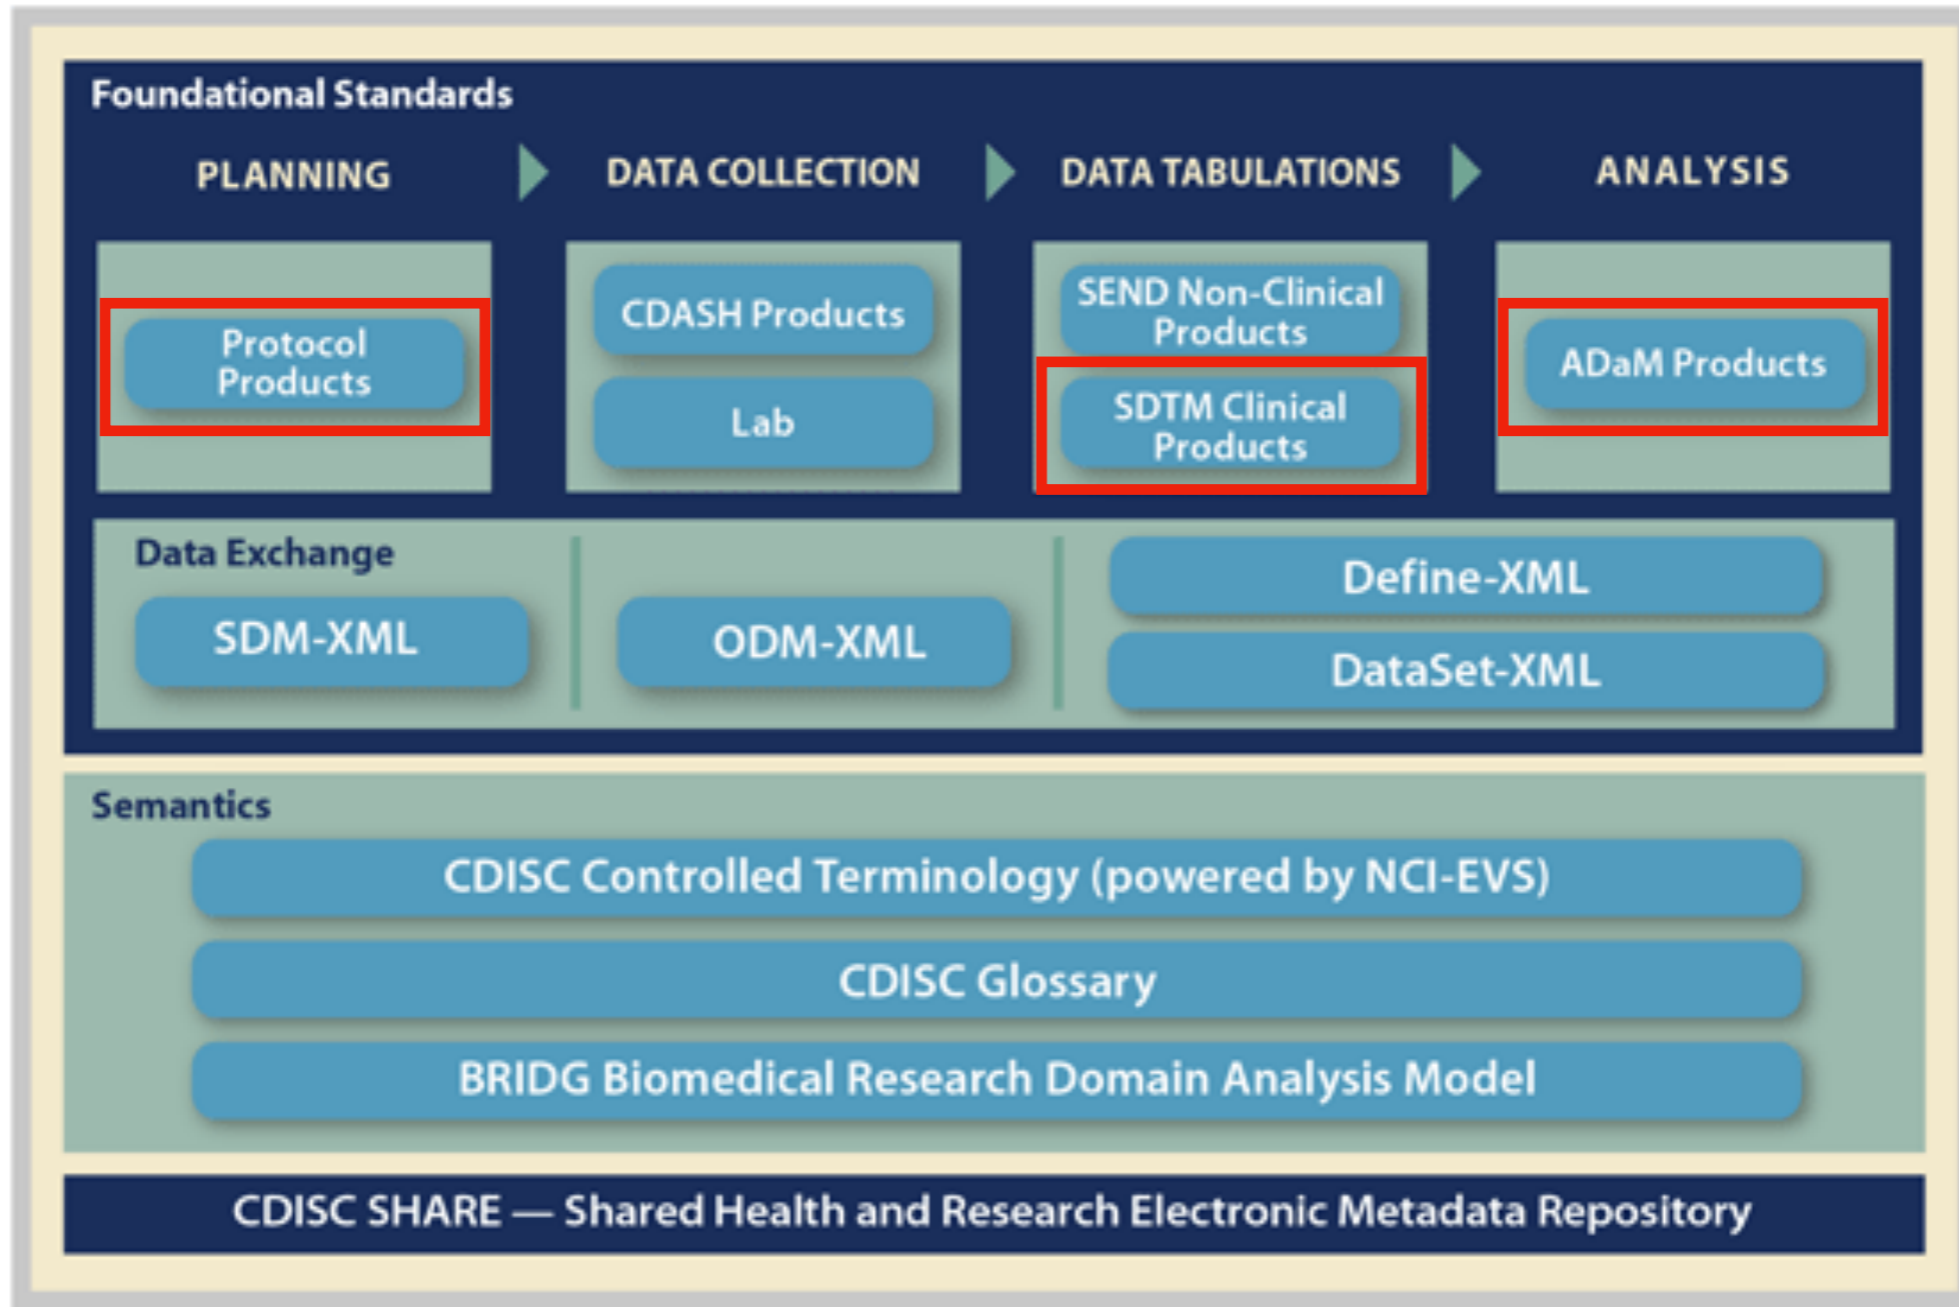 Foundational Standards
PLANNING
DATA COLLECTION
DATA TABULATIONS
ANALYSIS
Protocol
Products
CDASH Products
Lab
SEND Non-Clinical
Products
SDTM Clinical
Products
ADaM Products
Data Exchange
SDM-XML
ODM-XML
Define-XML
DataSet-XML
Semantics
CDISC Controlled Terminology (powered by NCI-EVS)
CDISC Glossary
BRIDG Biomedical Research Domain Analysis Model
CDISC SHARE — Shared Health and Research Electronic Metadata Repository